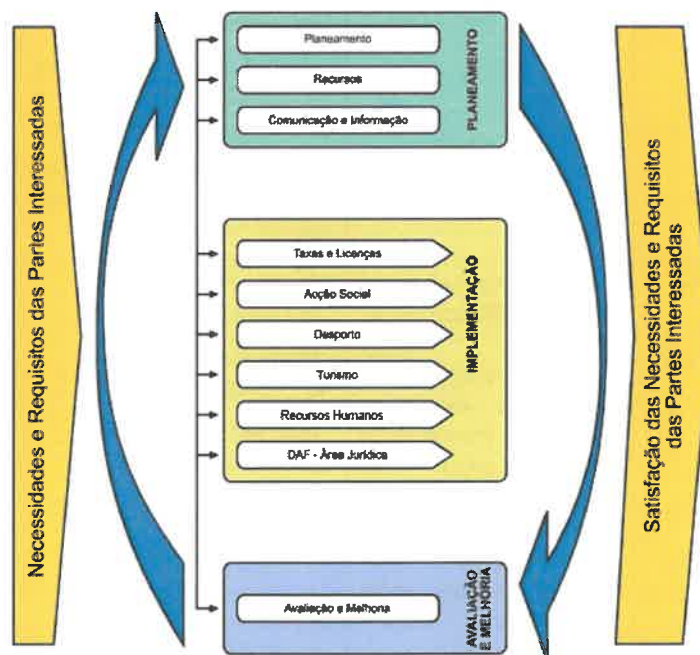 Necessidades e Requisitos das Partes Interessadas
Planeamento
Recursos
Comunicação e Informação
PLANEAMENTO
Taxas e Licenças
Acção Social
Desporto
Turismo
Recursos Humanos
DAF - Área Jurídica
IMPLEMENTAÇÃO
Avaliação e Melhoria
AVALIAÇÃO
E MELHORIA
Satisfação das Necessidades e Requisitos
das Partes Interessadas